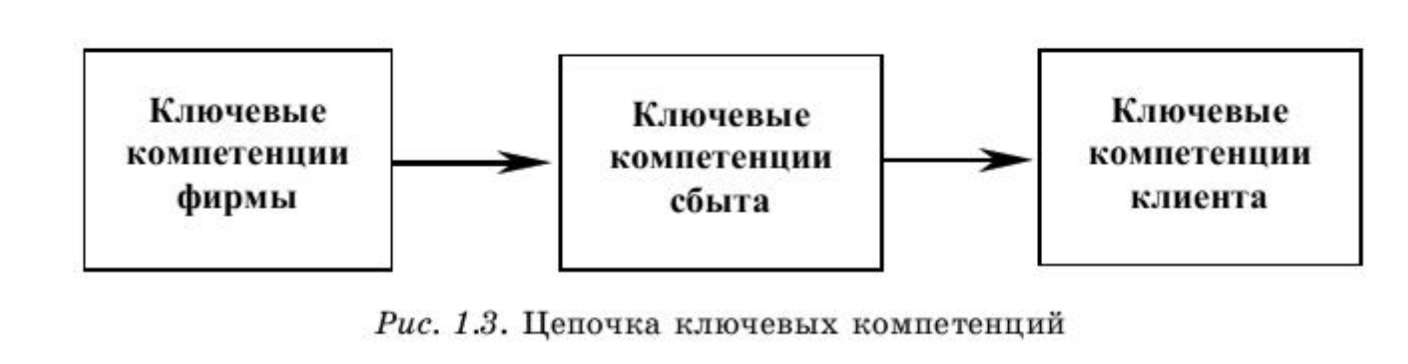 Ключевые
компетенции
фирмы
Ключевые
компетенции
сбыта
Ключевые
компетенции
клиента
Рис. 1.3. Цепочка ключевых компетенций